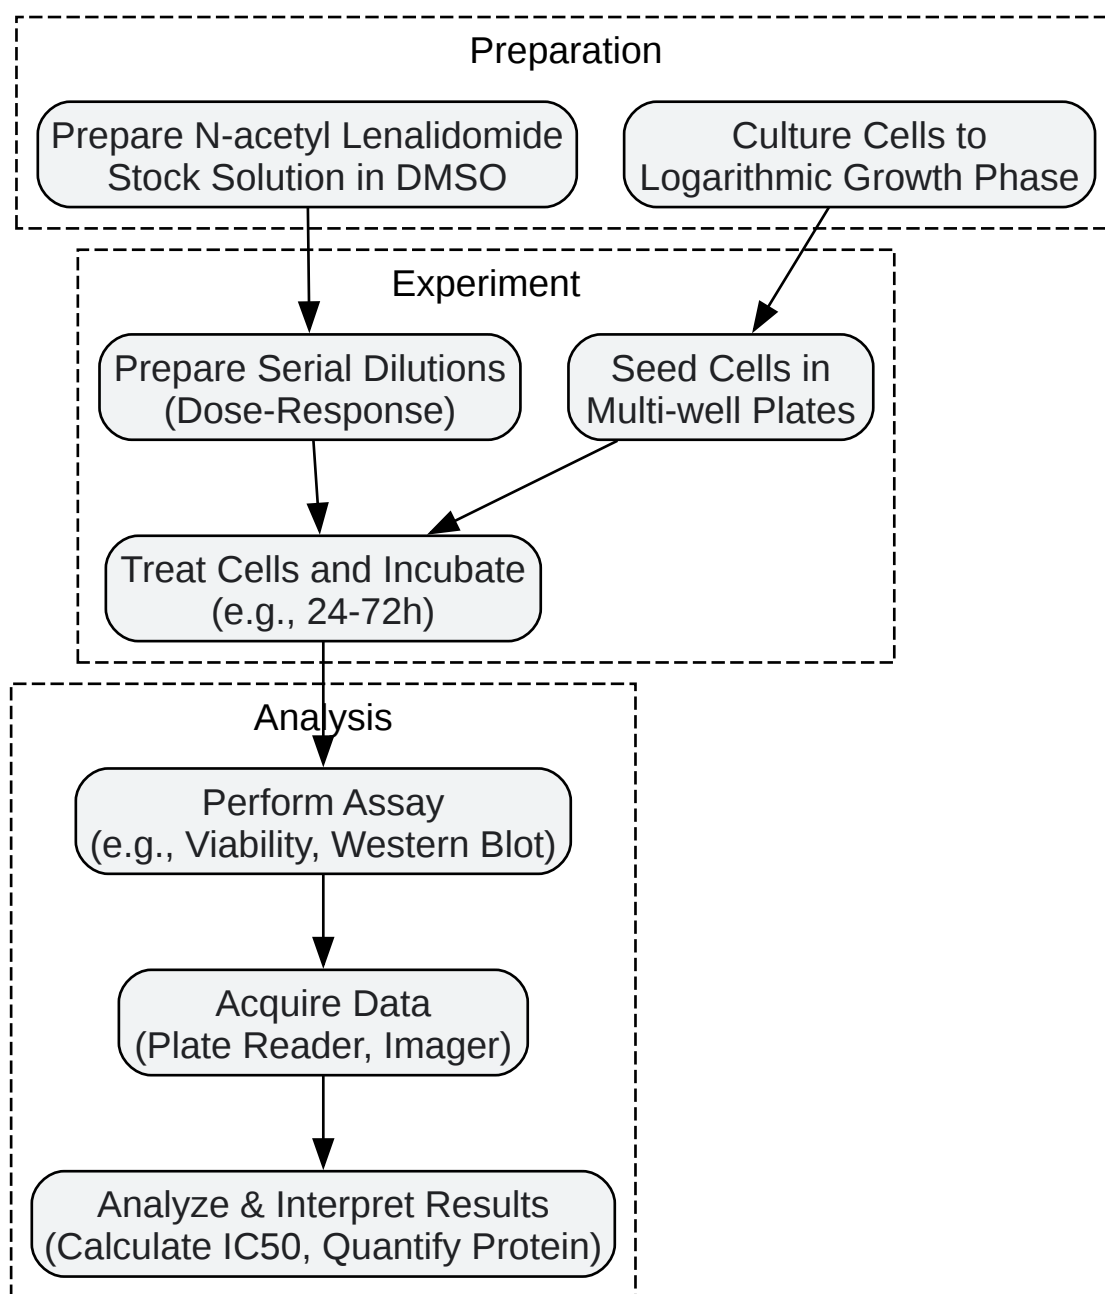 Preparation
Prepare N-acetyl Lenalidomide
Stock Solution in DMSO
Culture Cells to
Logarithmic Growth Phase
Experiment
Prepare Serial Dilutions
(Dose-Response)
Seed Cells in
Multi-well Plates
Treat Cells and Incubate
(e.g., 24-72h)
Analysis
Perform Assay
(e.g., Viability, Western Blot)
Acquire Data
(Plate Reader, Imager)
Analyze & Interpret Results
(Calculate IC50, Quantify Protein)